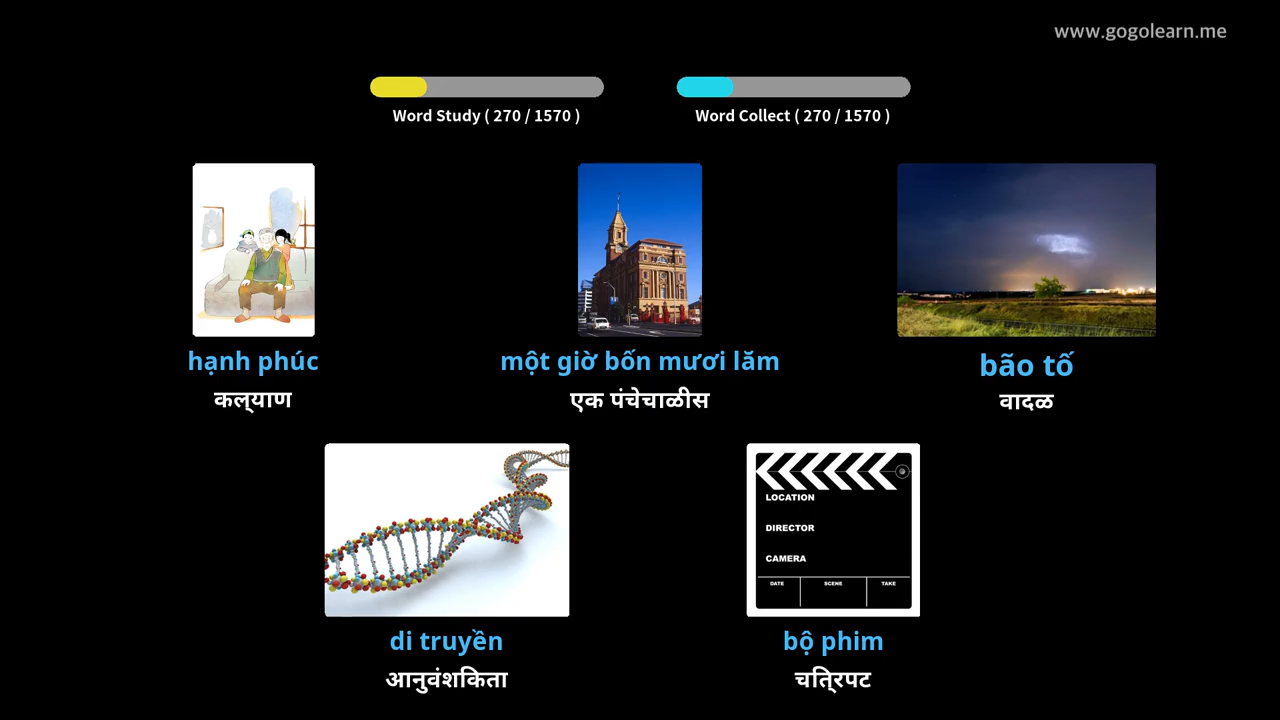 www.gogolearn.me
Word Study ( 270 / 1570 )
Word Collect ( 270 / 1570 )
hạnh phúc
कल्याण
một giờ bốn mươi lăm
एक पंचेचाळीस
bão tố
वादळ
LOCATION
DIRECTOR
CAMERA
DATE SCENE TAKE
di truyền
आनुवंशिकता
bộ phim
चित्रपट